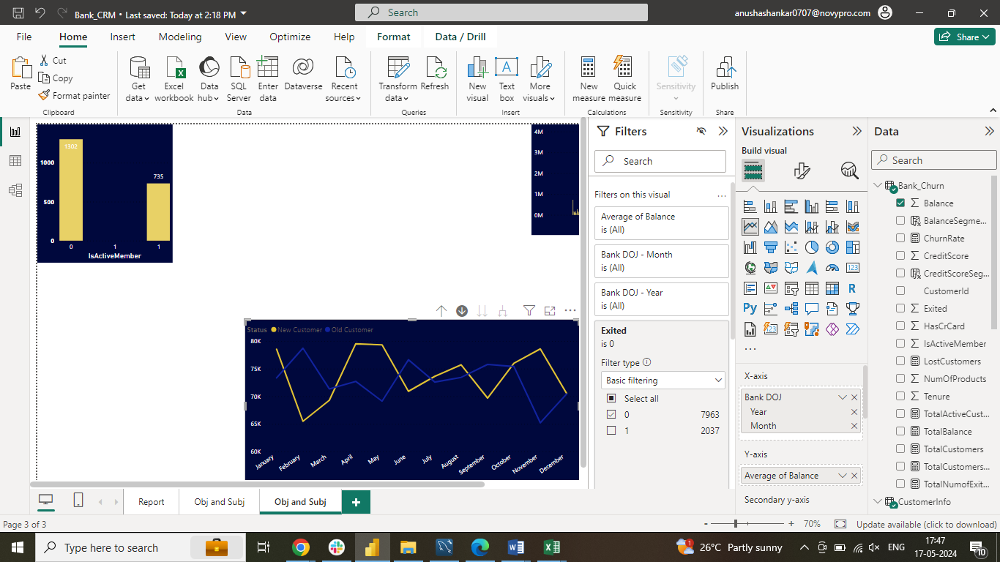 Bank_CRM • Last saved: Today at 2:18 PM
Search
anushashankar0707@novypro.com
File Home Insert Modeling View Optimize Help Format Data / Drill
Share
Paste
Cut
Copy
Format painter
Clipboard
Get data
Excel workbook
Data hub
SQL Server
Enter data
Dataverse
Recent sources
Data
Transform data
Refresh
Queries
New visual
Text box
More visuals
Insert
New measure
Quick measure
Calculations
Sensitivity
Sensitivity
Publish
Share
1302
1000
735
500
0
0 1 1
IsActiveMember
4M
3M
2M
1M
0M
Status New Customer Old Customer
80K
75K
70K
65K
60K
January February March April May June July August September October November December
Filters
Search
Filters on this visual
Average of Balance
is (All)
Bank DOJ - Month
is (All)
Bank DOJ - Year
is (All)
Exited
is 0
Filter type
Basic filtering
Select all
0 7963
1 2037
Visualizations
Build visual
R
Py
123
X-axis
Bank DOJ
Year
Month
Y-axis
Average of Balance
Secondary y-axis
Data
Search
Bank_Churn
Balance
BalanceSegme...
ChurnRate
CreditScore
CreditScoreSeg...
CustomerId
Exited
HasCrCard
IsActiveMember
LostCustomers
NumOfProducts
Tenure
TotalActiveCust...
TotalBalance
TotalCustomers
TotalCustomers...
TotalNumofExit...
CustomerInfo
Report Obj and Subj Obj and Subj
Page 3 of 3
- + 70%
Update available (click to download)
Type here to search
26°C Partly sunny
ENG
17:47
17-05-2024
10